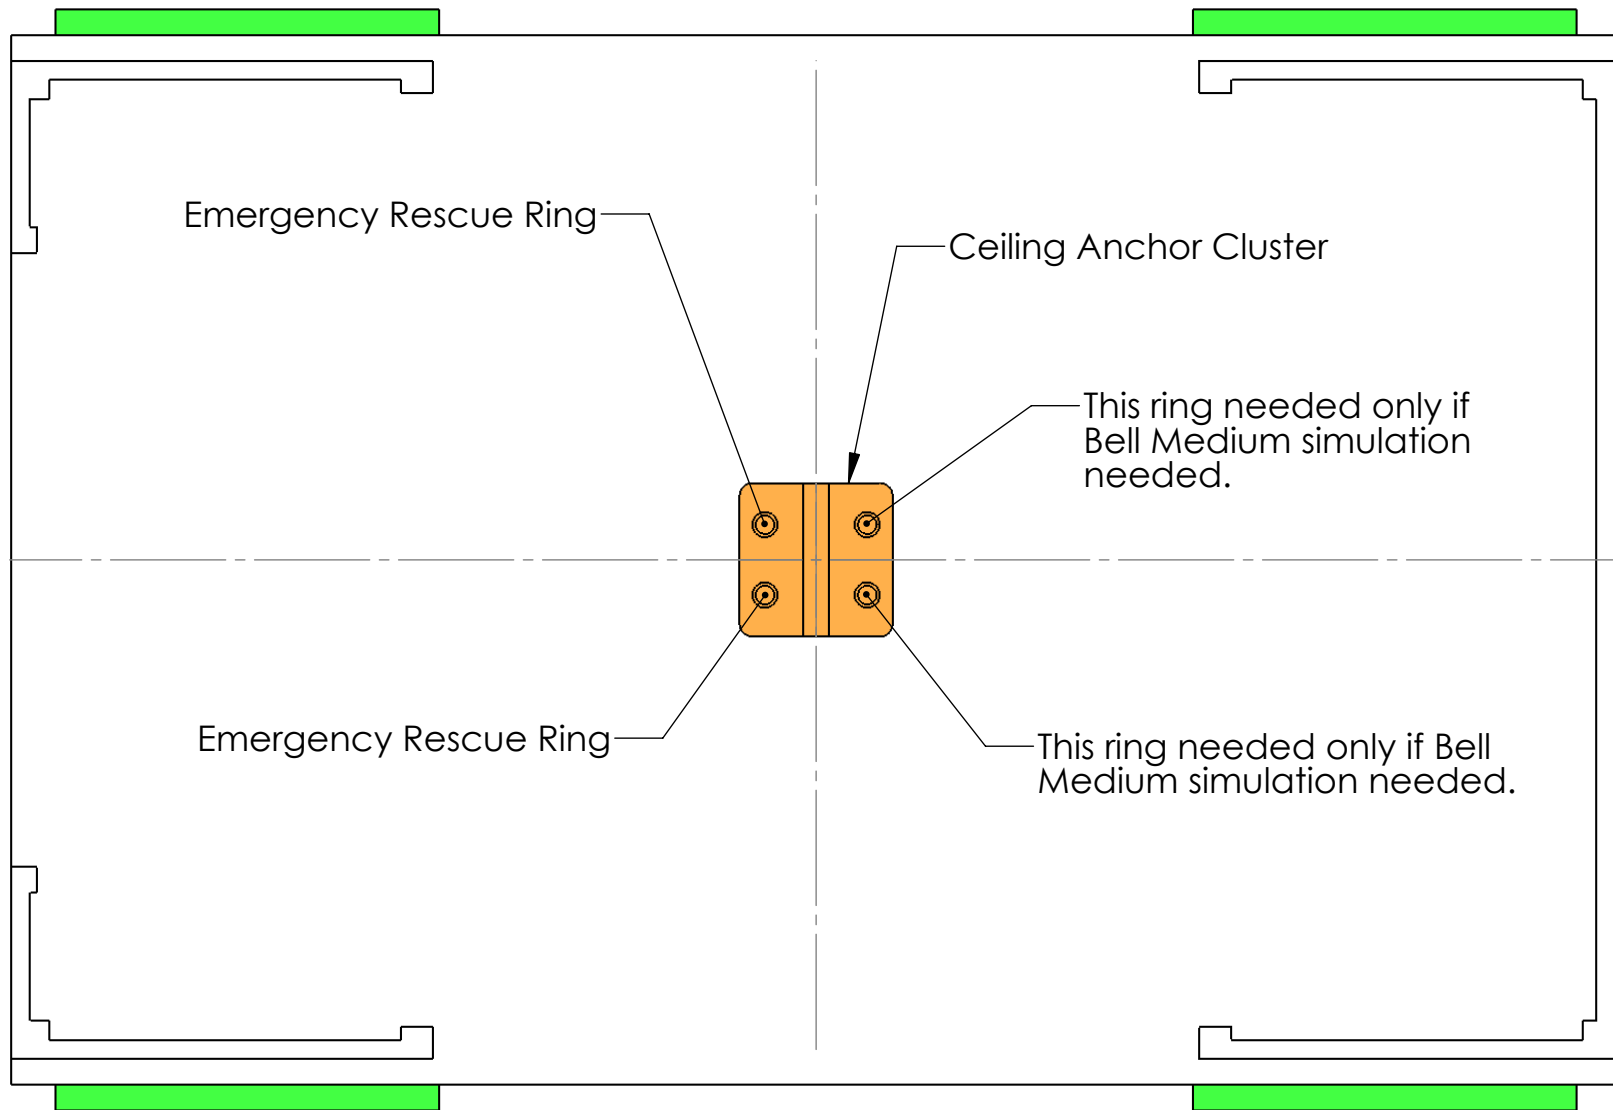 Emergency Rescue Ring
Ceiling Anchor Cluster
This ring needed only if
Bell Medium simulation
needed.
Emergency Rescue Ring
This ring needed only if Bell
Medium simulation needed.